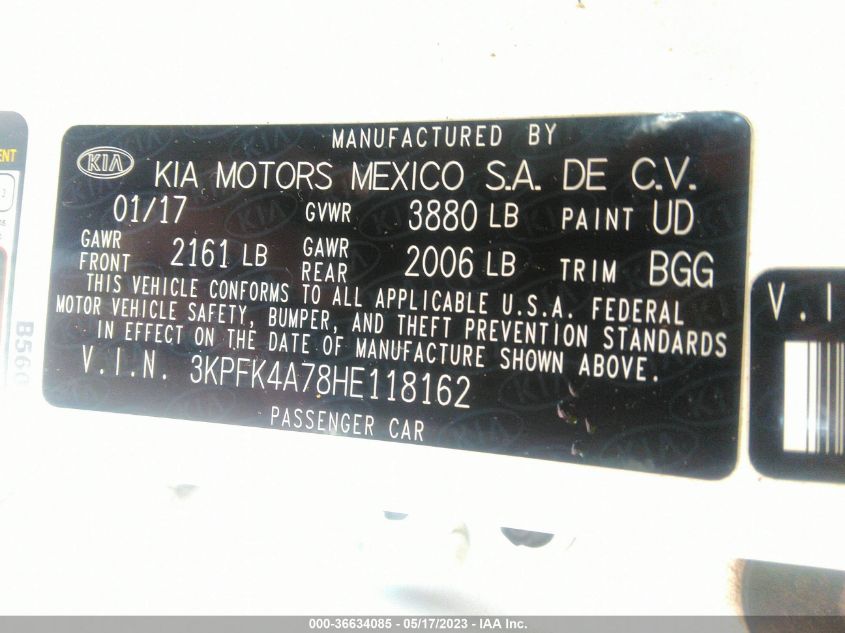 MANUFACTURED BY
KIA KIA MOTORS MEXICO S.A. DE C.V.
01/17 GVWR 3880 LB PAINT UD
GAWR FRONT 2161 LB GAWR REAR 2006 LB TRIM BGG
THIS VEHICLE CONFORMS TO ALL APPLICABLE U.S.A. FEDERAL
MOTOR VEHICLE SAFETY, BUMPER, AND THEFT PREVENTION STANDARDS
IN EFFECT ON THE DATE OF MANUFACTURE SHOWN ABOVE.
V.I.N. 3KPFK4A78HE118162
PASSENGER CAR
V.I
B560
000-36634085 - 05/17/2023 - IAA Inc.